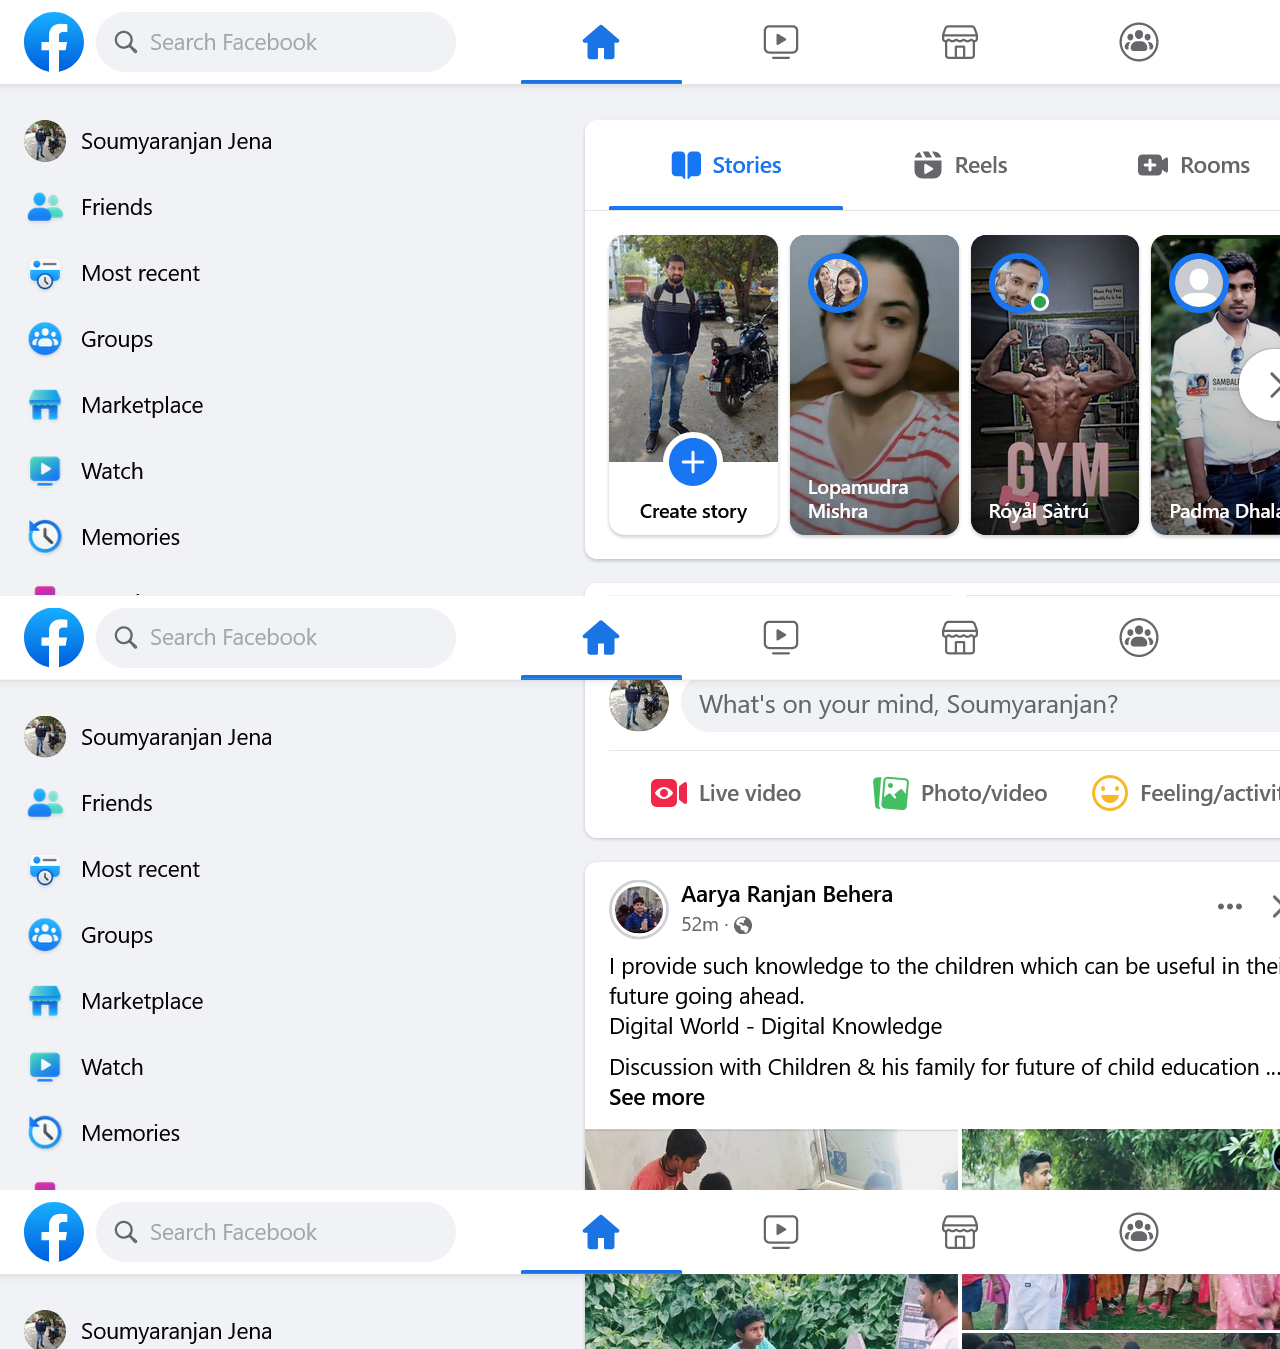 Search Facebook
Soumyaranjan Jena
Friends
Most recent
Groups
Marketplace
Watch
Memories
Stories
Reels
Rooms
Create story
Lopamudra
Mishra
GYM
Róyål Sàtrú
Padma Dhala
Search Facebook
Soumyaranjan Jena
Friends
Most recent
Groups
Marketplace
Watch
Memories
What's on your mind, Soumyaranjan?
Live video
Photo/video
Feeling/activit
Aarya Ranjan Behera
52m ·
I provide such knowledge to the children which can be useful in thei
future going ahead.
Digital World - Digital Knowledge
Discussion with Children & his family for future of child education ...
See more
Search Facebook
Soumyaranjan Jena